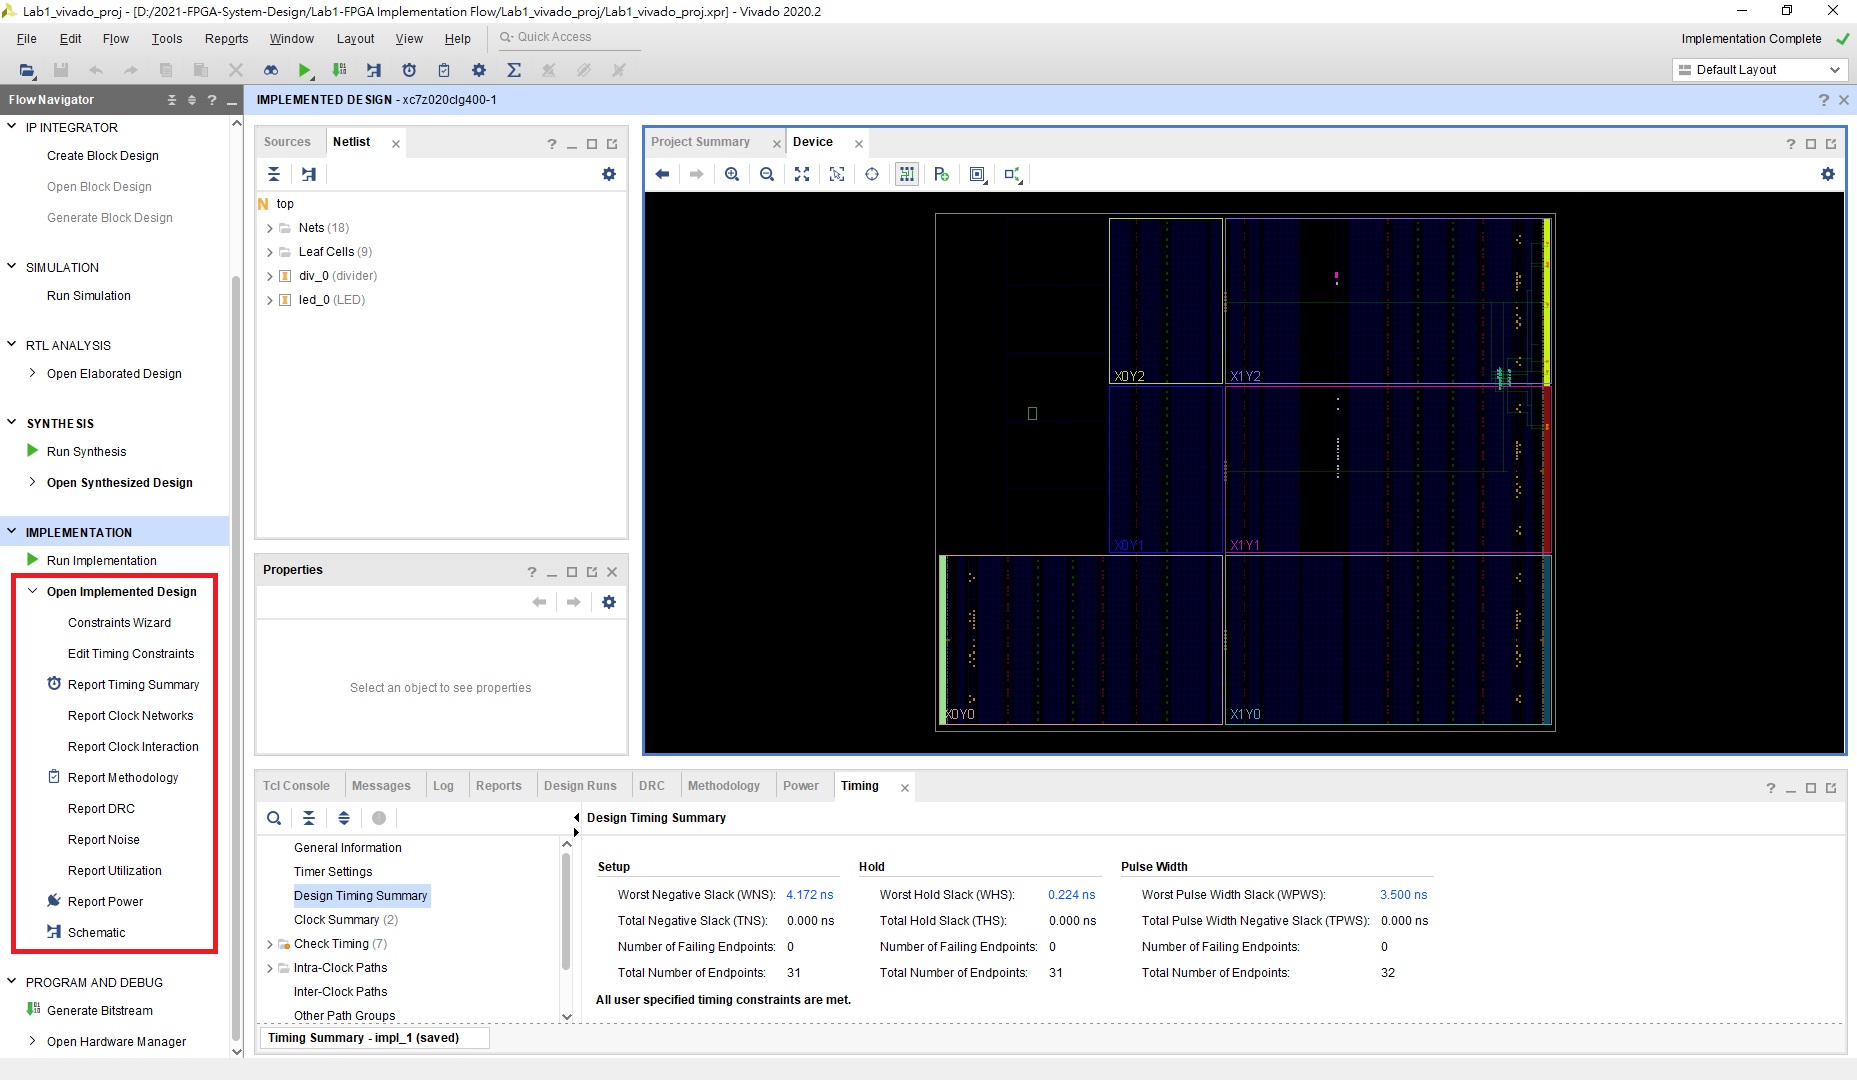 Lab1_vivado_proj - [D:/2021-FPGA-System-Design/Lab1-FPGA Implementation Flow/Lab1_vivado_proj/Lab1_vivado_proj.xpr] - Vivado 2020.2
File Edit Flow Tools Reports Window Layout View Help Quick Access
Implementation Complete
Default Layout
Flow Navigator
IP INTEGRATOR
Create Block Design
Open Block Design
Generate Block Design
SIMULATION
Run Simulation
RTL ANALYSIS
Open Elaborated Design
SYNTHESIS
Run Synthesis
Open Synthesized Design
IMPLEMENTATION
Run Implementation
Open Implemented Design
Constraints Wizard
Edit Timing Constraints
Report Timing Summary
Report Clock Networks
Report Clock Interaction
Report Methodology
Report DRC
Report Noise
Report Utilization
Report Power
Schematic
PROGRAM AND DEBUG
Generate Bitstream
Open Hardware Manager
IMPLEMENTED DESIGN - xc7z020clg400-1
Sources Netlist
N top
Nets (18)
Leaf Cells (9)
div_0 (divider)
led_0 (LED)
Properties
Select an object to see properties
Project Summary Device
X0Y2 X1Y2
X0Y1 X1Y1
X0Y0 X1Y0
Tcl Console Messages Log Reports Design Runs DRC Methodology Power Timing
General Information
Timer Settings
Design Timing Summary
Clock Summary (2)
Check Timing (7)
Intra-Clock Paths
Inter-Clock Paths
Other Path Groups
Design Timing Summary
Setup Hold Pulse Width
Worst Negative Slack (WNS): 4.172 ns Worst Hold Slack (WHS): 0.224 ns Worst Pulse Width Slack (WPWS): 3.500 ns
Total Negative Slack (TNS): 0.000 ns Total Hold Slack (THS): 0.000 ns Total Pulse Width Negative Slack (TPWS): 0.000 ns
Number of Failing Endpoints: 0 Number of Failing Endpoints: 0 Number of Failing Endpoints: 0
Total Number of Endpoints: 31 Total Number of Endpoints: 31 Total Number of Endpoints: 32
All user specified timing constraints are met.
Timing Summary - impl_1 (saved)